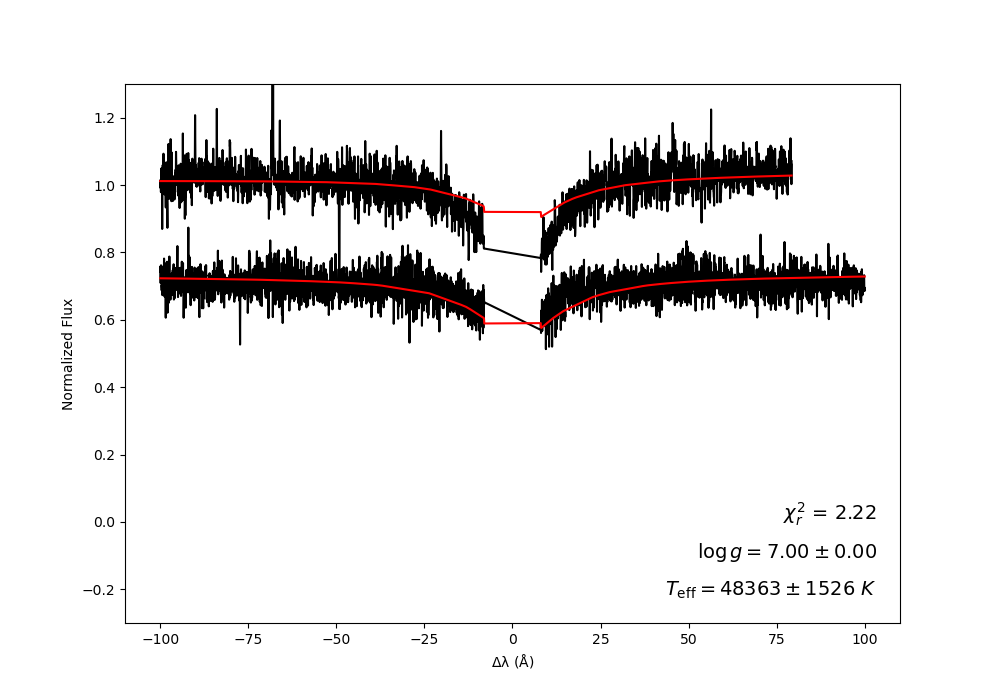 1.2
1.0
0.8
0.6
0.4
0.2
0.0
−0.2
Normalized Flux
χ²ᵣ = 2.22
log g = 7.00 ± 0.00
T_eff = 48363 ± 1526 K
−100 −75 −50 −25 0 25 50 75 100
Δλ (Å)